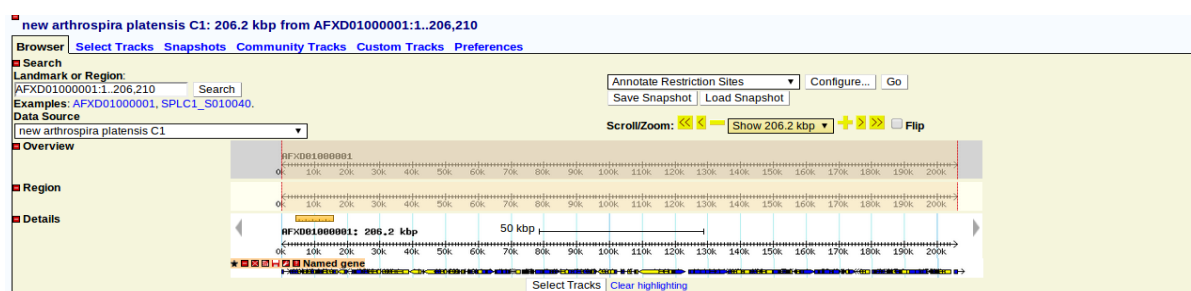 new arthrospira platensis C1: 206.2 kbp from AFXD01000001:1..206,210
Browser Select Tracks Snapshots Community Tracks Custom Tracks Preferences
Search
Landmark or Region:
AFXD01000001:1..206,210 Search
Examples: AFXD01000001, SPLC1_S010040.
Data Source
new arthrospira platensis C1
Annotate Restriction Sites Configure... Go
Save Snapshot Load Snapshot
Scroll/Zoom: << < Show 206.2 kbp > >> Flip
Overview
AFXD01000001
0k 10k 20k 30k 40k 50k 60k 70k 80k 90k 100k 110k 120k 130k 140k 150k 160k 170k 180k 190k 200k
Region
0k 10k 20k 30k 40k 50k 60k 70k 80k 90k 100k 110k 120k 130k 140k 150k 160k 170k 180k 190k 200k
Details
AFXD01000001: 206.2 kbp 50 kbp
0k 10k 20k 30k 40k 50k 60k 70k 80k 90k 100k 110k 120k 130k 140k 150k 160k 170k 180k 190k 200k
Named gene
Select Tracks Clear highlighting